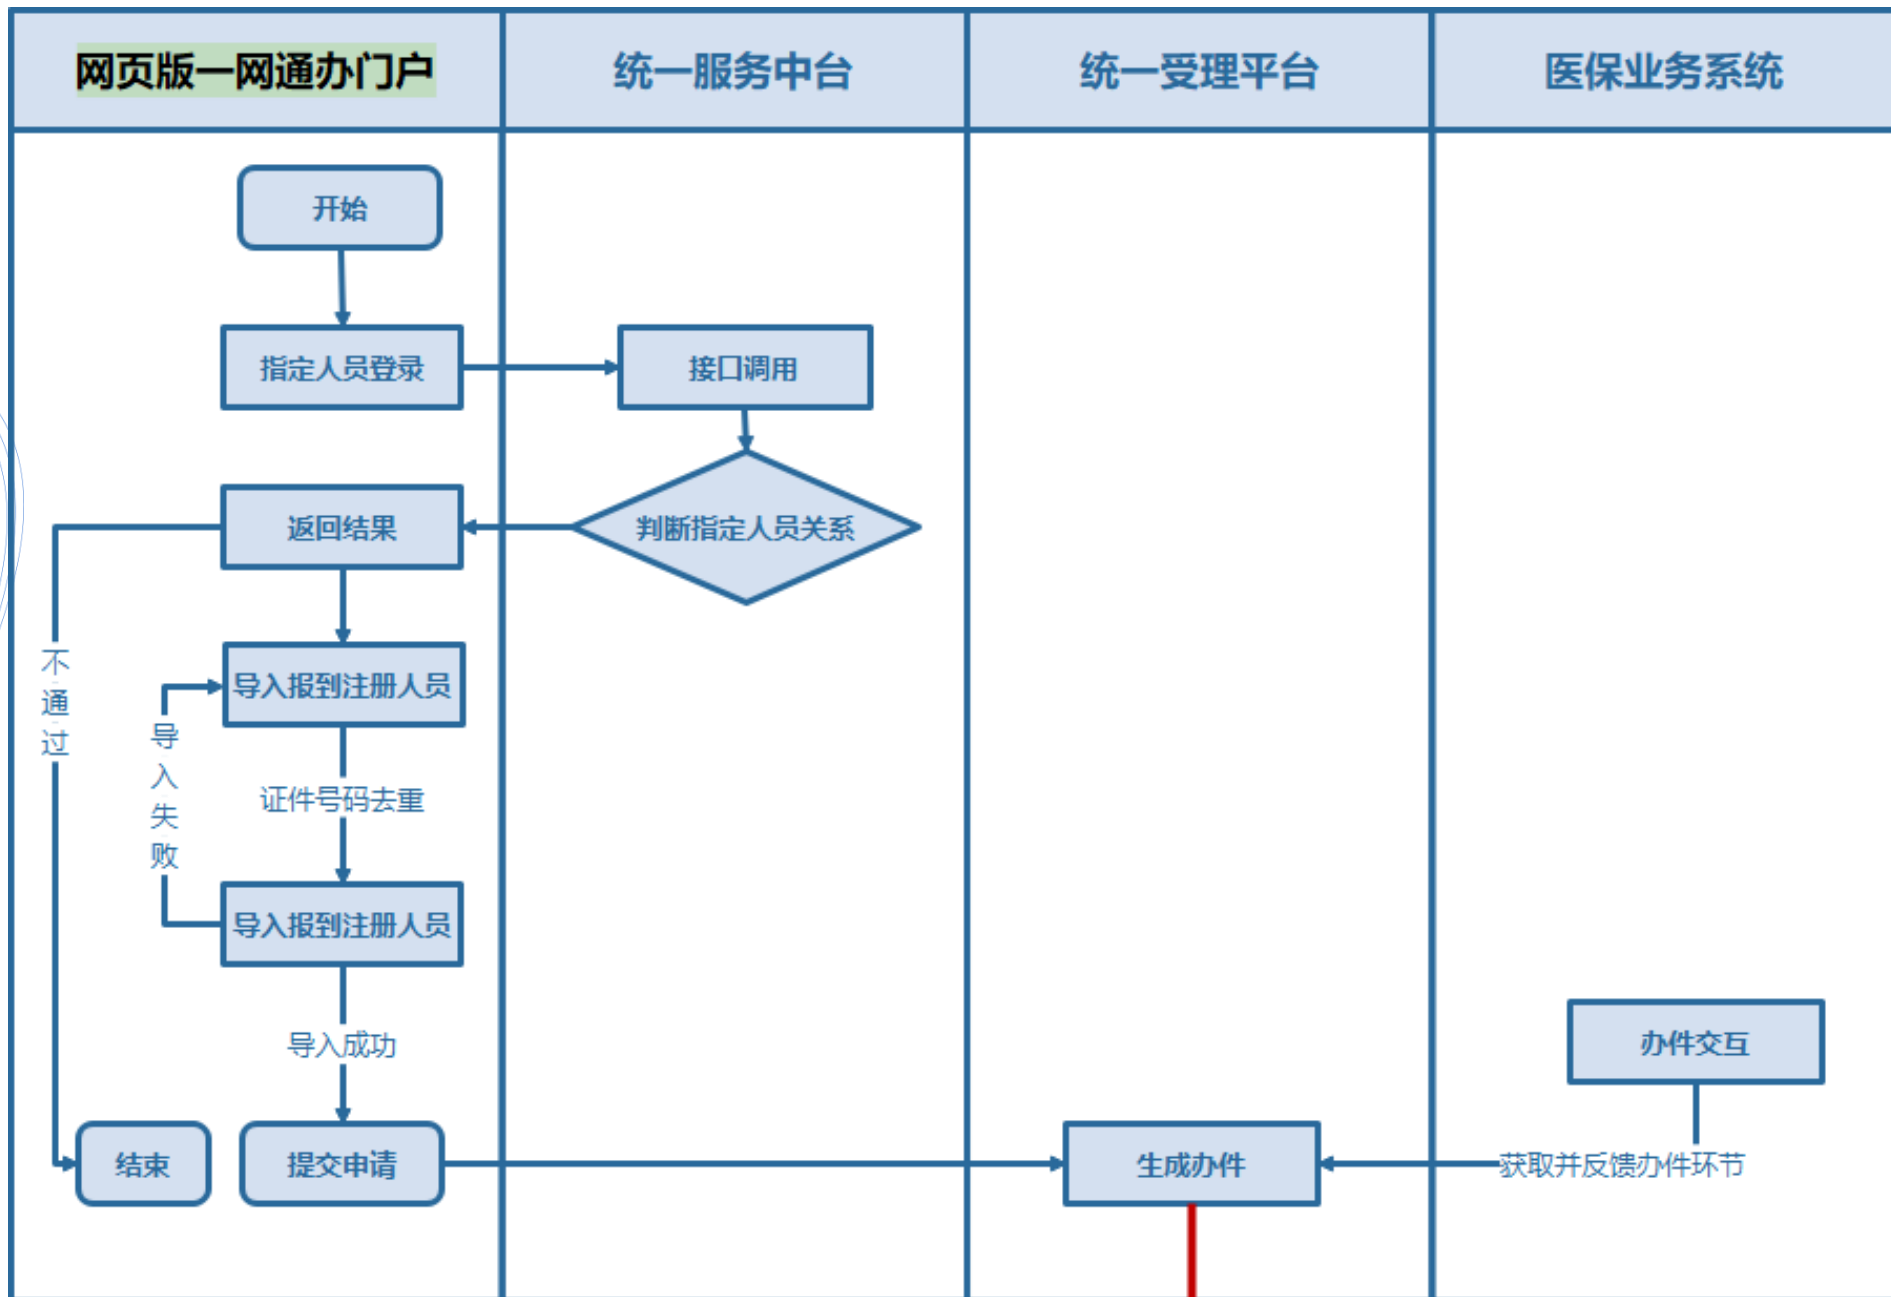 网页版一网通办门户
统一服务中台
统一受理平台
医保业务系统
开始
指定人员登录
接口调用
返回结果
判断指定人员关系
不通过
导入报到注册人员
导入失败
证件号码去重
导入报到注册人员
导入成功
办件交互
结束
提交申请
生成办件
获取并反馈办件环节